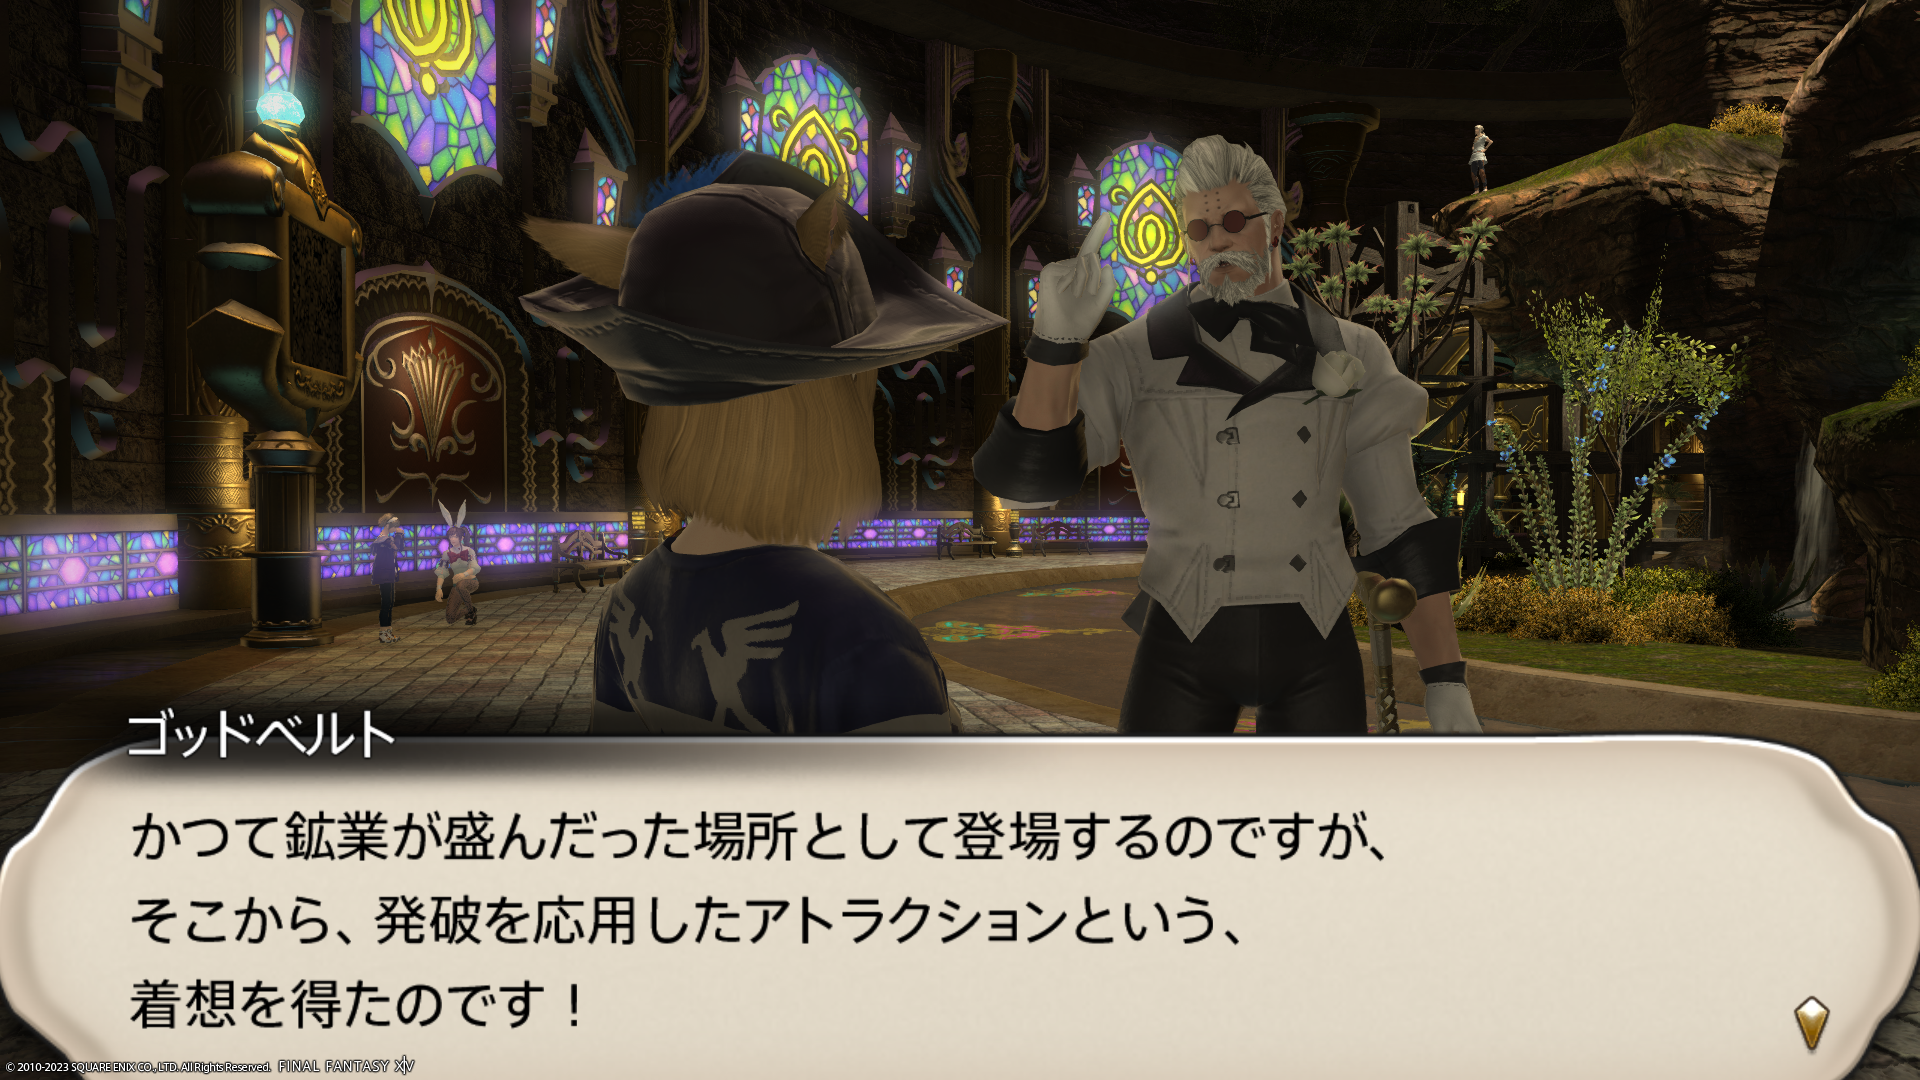 ゴッドベルト
かつて鉱業が盛んだった場所として登場するのですが、
そこから、発破を応用したアトラクションという、
着想を得たのです！
© 2010-2023 SQUARE ENIX CO., LTD. All Rights Reserved. FINAL FANTASY XIV